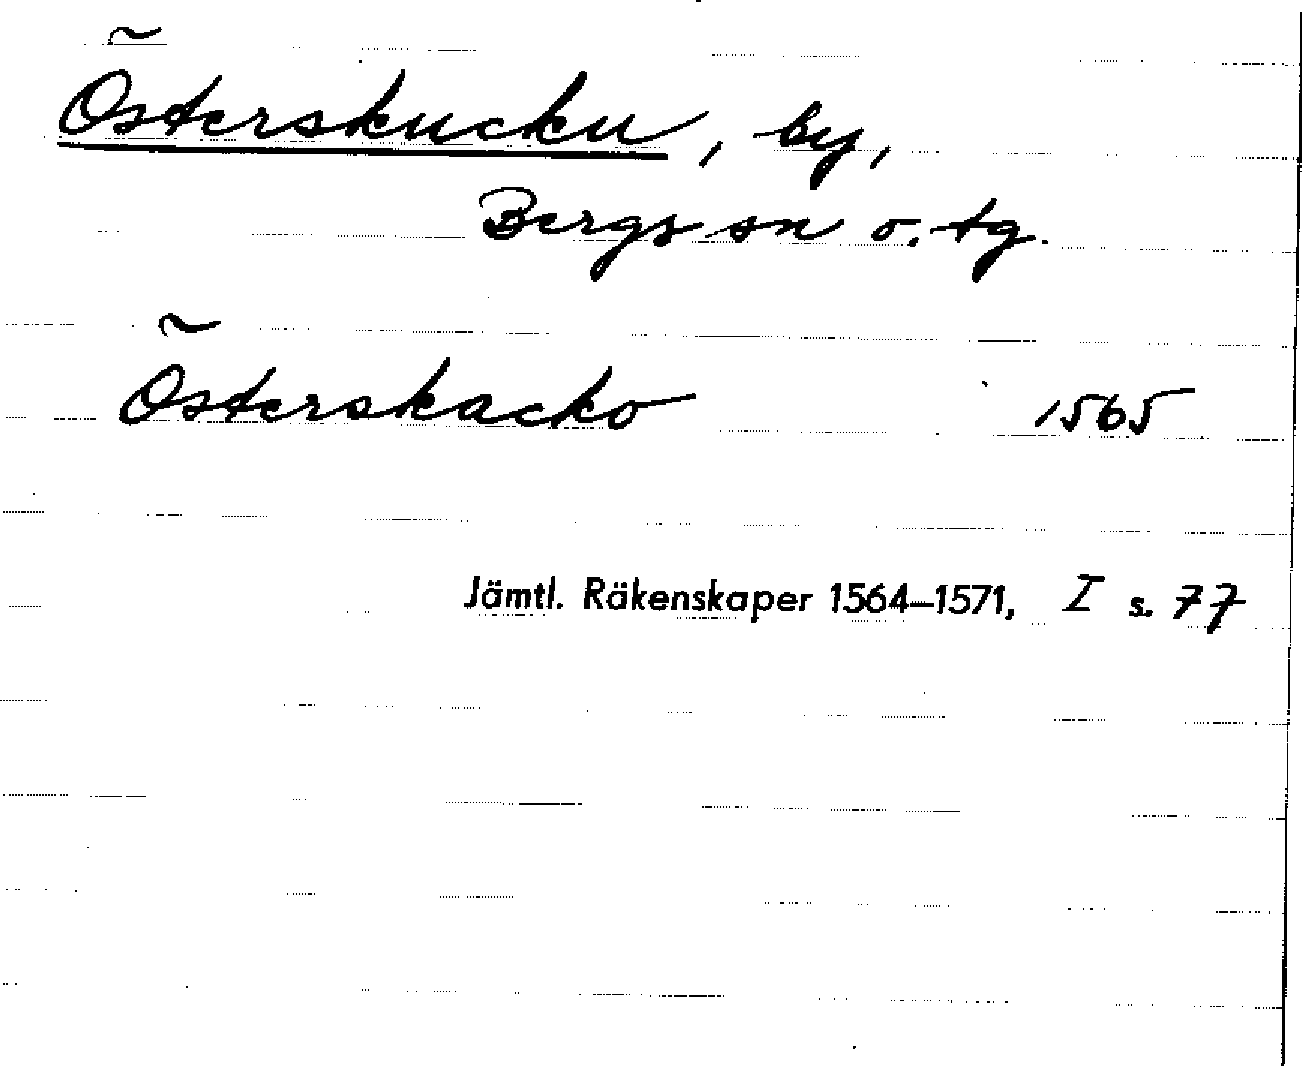 Österskucku, by,
Bergs sn o. tg.
Österskacko 1565
Jämtl. Räkenskaper 1564–1571, I s. 77